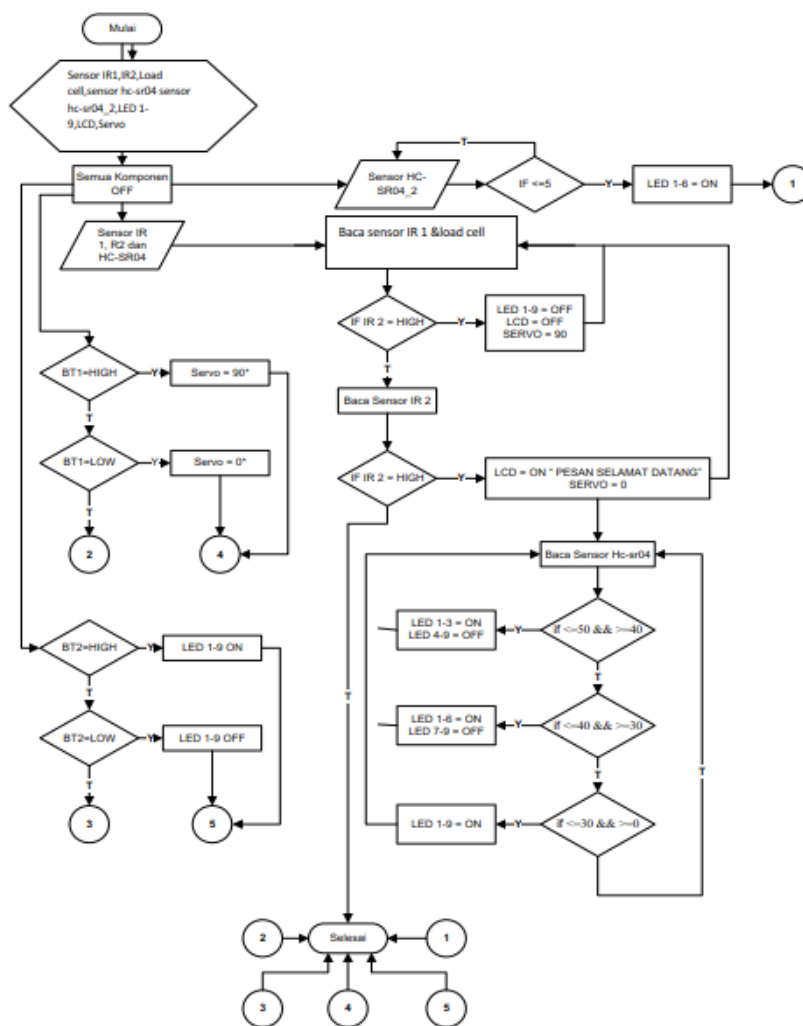 Mulai
Sensor IR1,IR2,Load
cell,sensor hc-sr04 sensor
hc-sr04_2,LED 1-
9,LCD,Servo
Semua Komponen
OFF
Sensor HC-
SR04_2
T
IF <=5
Y
LED 1-6 = ON
1
Sensor IR
1, R2 dan
HC-SR04
Baca sensor IR 1 &load cell
IF IR 2 = HIGH
Y
LED 1-9 = OFF
LCD = OFF
SERVO = 90
T
Baca Sensor IR 2
BT1=HIGH
Y
Servo = 90*
T
BT1=LOW
Y
Servo = 0*
T
2
4
IF IR 2 = HIGH
Y
LCD = ON " PESAN SELAMAT DATANG"
SERVO = 0
Baca Sensor Hc-sr04
if <=50 && >=40
Y
LED 1-3 = ON
LED 4-9 = OFF
T
BT2=HIGH
Y
LED 1-9 ON
T
BT2=LOW
Y
LED 1-9 OFF
T
3
5
T
if <=40 && >=30
Y
LED 1-6 = ON
LED 7-9 = OFF
T
T
if <=30 && >=0
Y
LED 1-9 = ON
2
Selesai
1
3
4
5